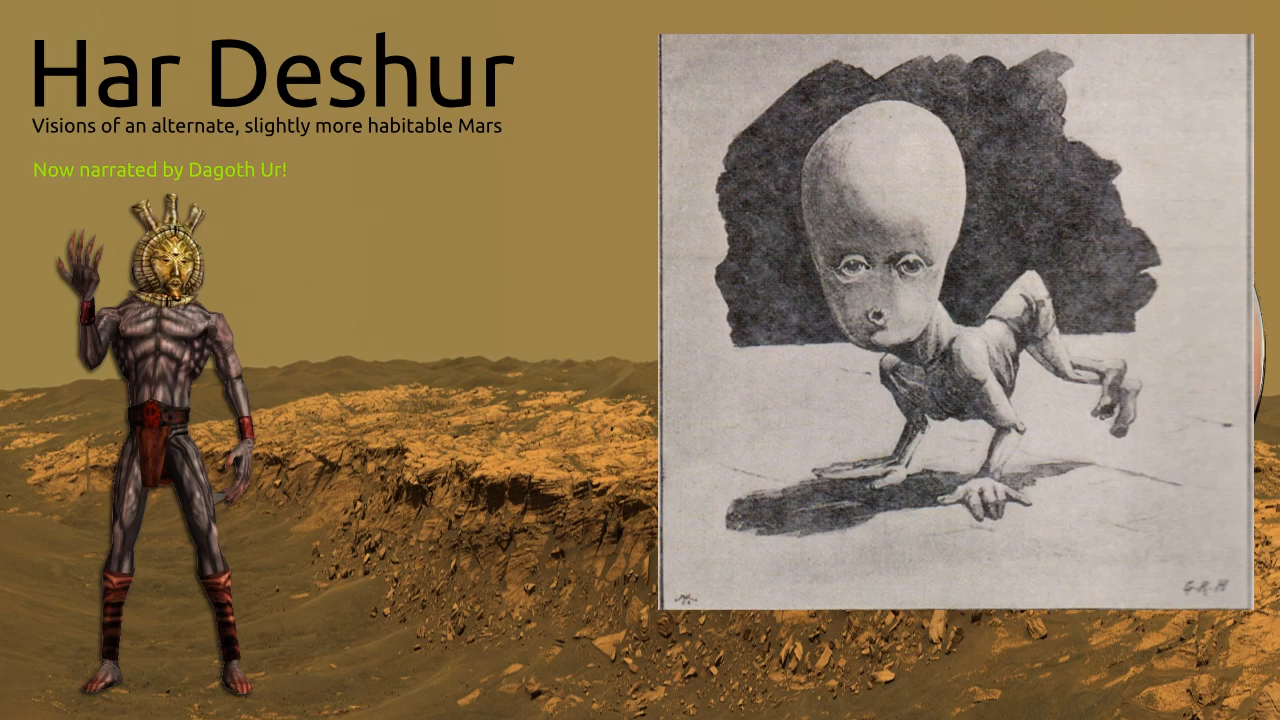 Har Deshur
Visions of an alternate, slightly more habitable Mars
Now narrated by Dagoth Ur!